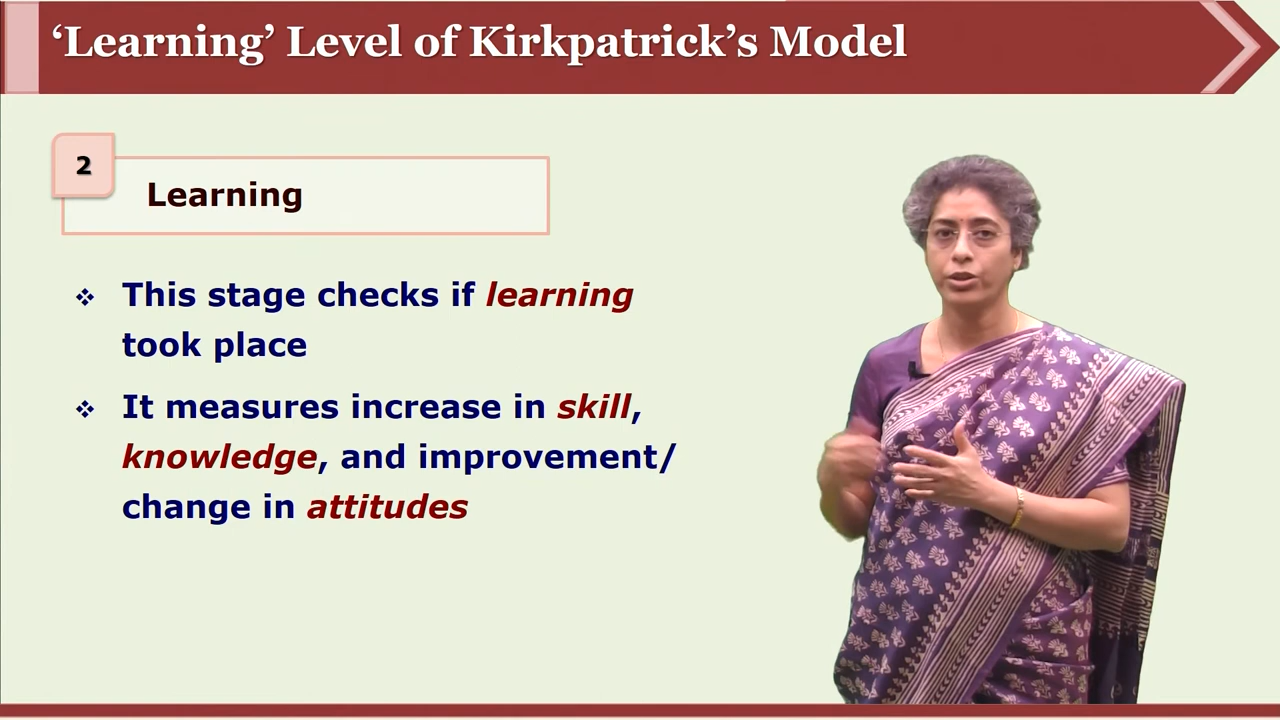 ‘Learning’ Level of Kirkpatrick’s Model
2
Learning
❖ This stage checks if learning
took place
❖ It measures increase in skill,
knowledge, and improvement/
change in attitudes